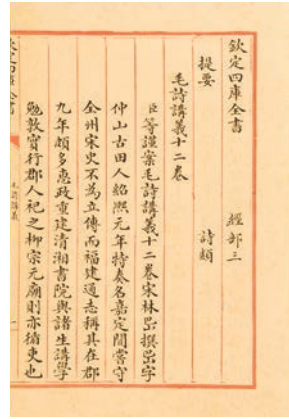 欽定四庫全書　　經部三
提要　　　　　　詩類
毛詩講義十二卷
臣等謹案毛詩講義十二卷宋林岊撰岊字
仲山古田人紹熙元年特奏名嘉定間嘗守
全州宋史不為立傳而福建通志稱其在郡
九年頗多惠政重建清湘書院與諸生講學
勉敦實行郡人祀之柳宗元廟則亦循吏也
毛詩講義